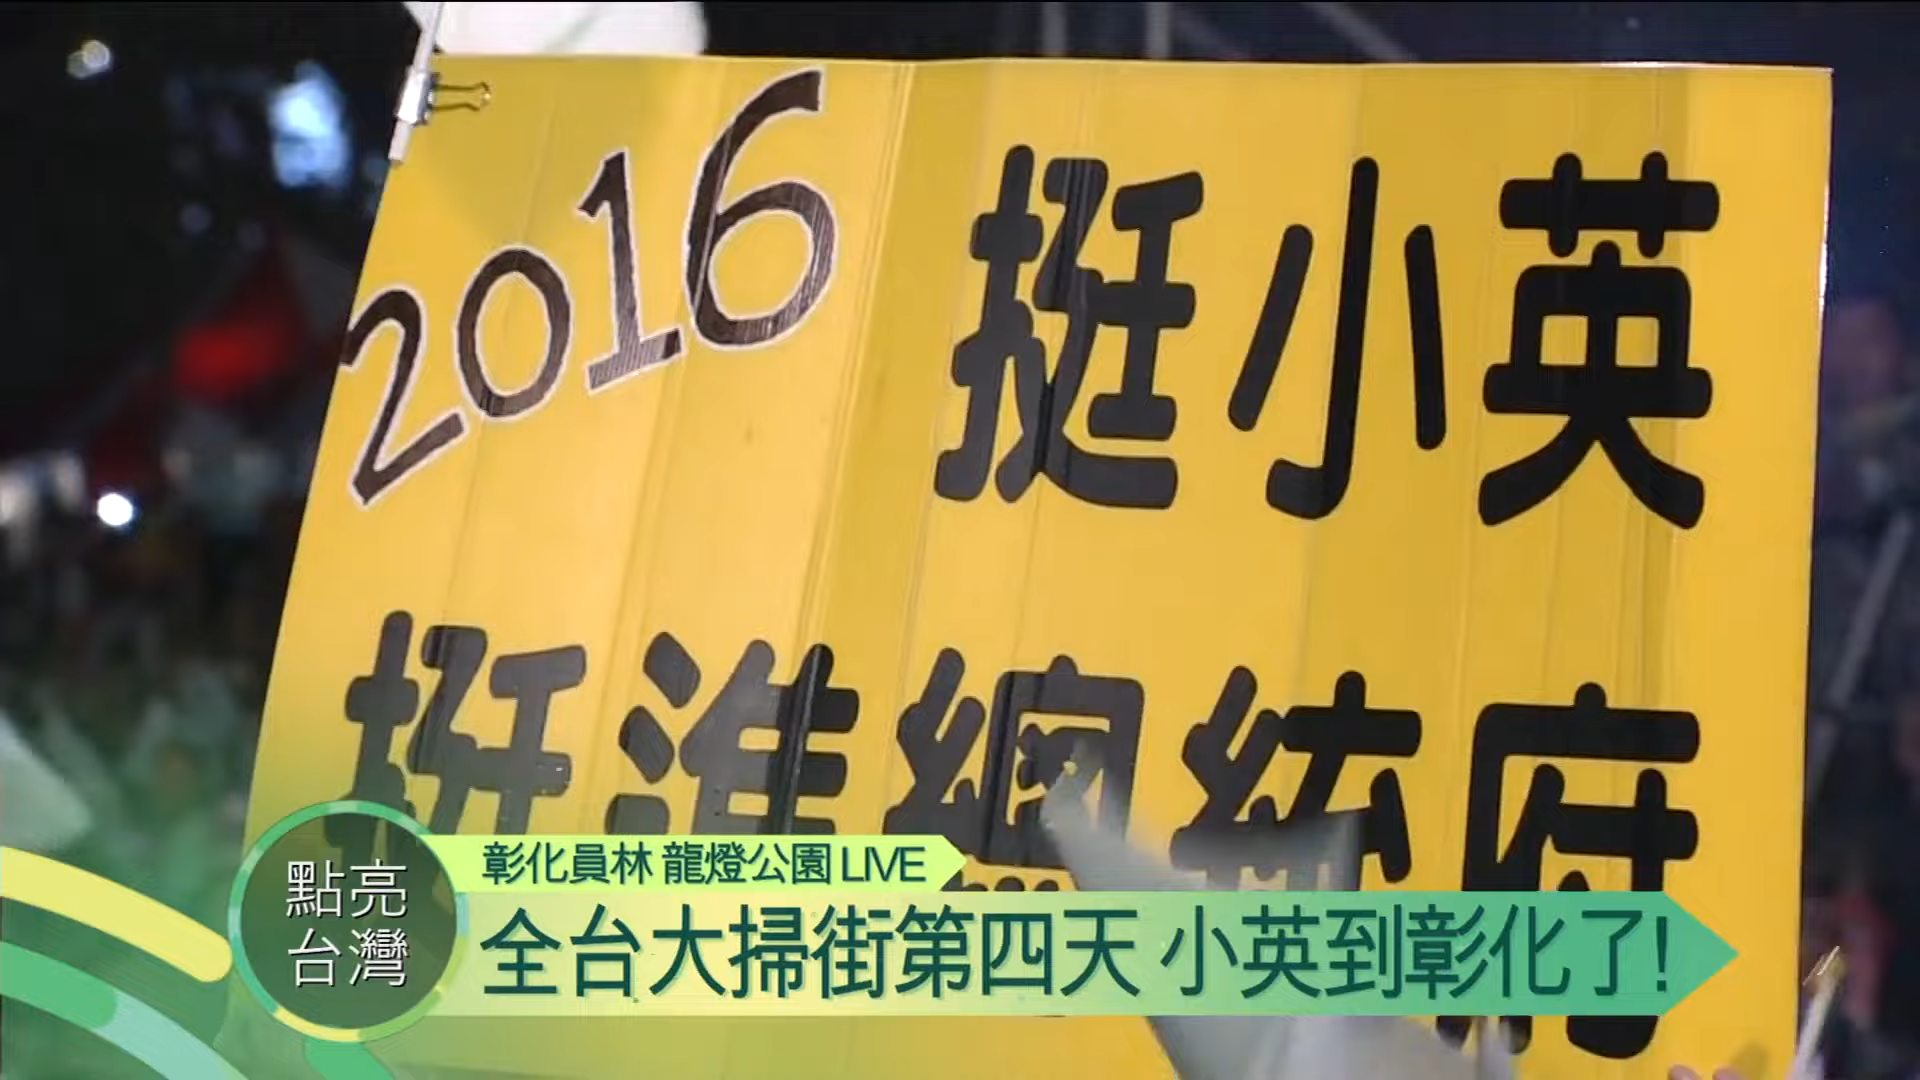 2016
挺小英
挺進總統府
點亮
台灣
彰化員林 龍燈公園 LIVE
全台大掃街第四天 小英到彰化了!